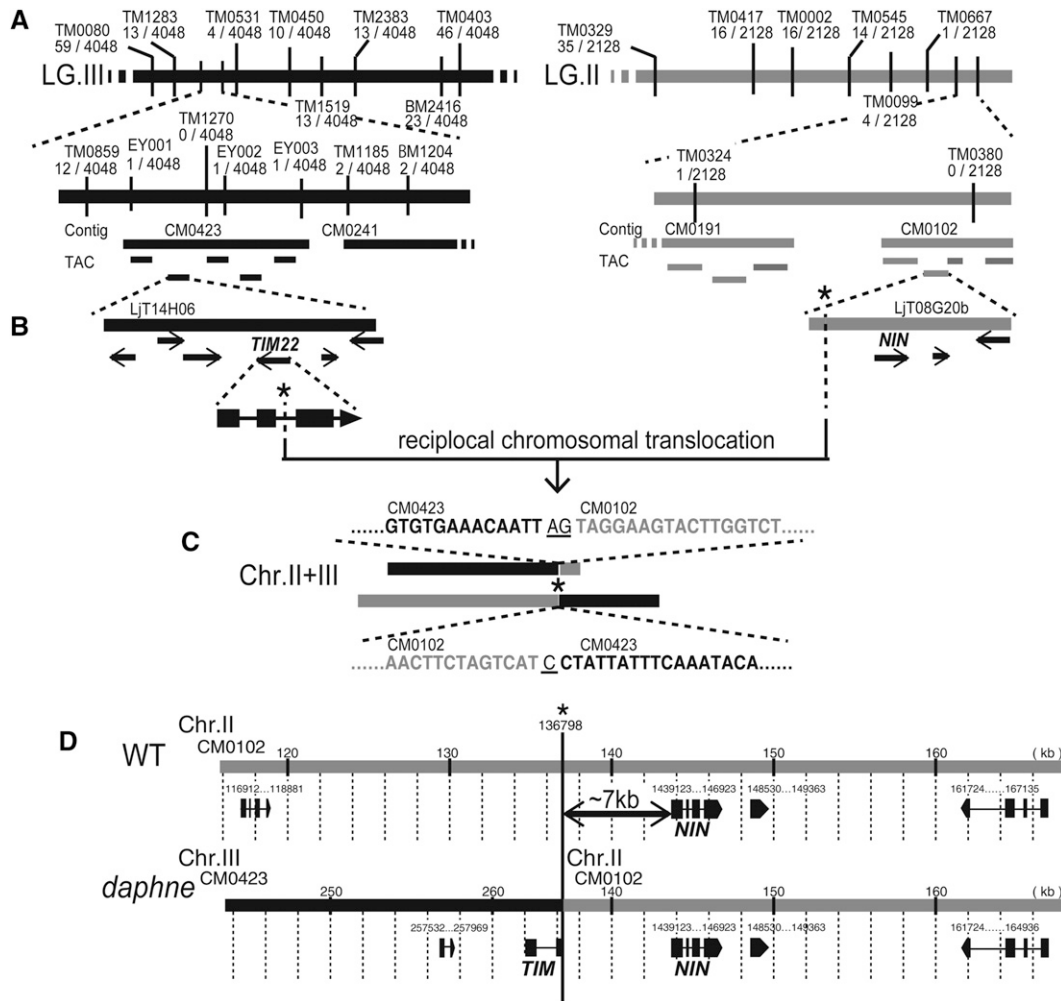 A
TM0080
59 / 4048
TM1283
13 / 4048
TM0531
4 / 4048
TM0450
10 / 4048
TM2383
13 / 4048
TM0403
46 / 4048
LG.III
TM1519
13 / 4048
BM2416
23 / 4048
TM0329
35 / 2128
TM0417
16 / 2128
TM0002
16/ 2128
TM0545
14 / 2128
TM0667
1 / 2128
LG.II
TM0099
4 / 2128
TM0859
12 / 4048
EY001
1 / 4048
TM1270
0 / 4048
EY002
1 / 4048
EY003
1 / 4048
TM1185
2 / 4048
BM1204
2 / 4048
TM0324
1 /2128
TM0380
0 / 2128
Contig
CM0423
CM0241
TAC
Contig
CM0191
CM0102
TAC
B
LjT14H06
TIM22
*
*
LjT08G20b
NIN
reciplocal chromosomal translocation
C
CM0423 CM0102
......GTGTGAAACAATT AG TAGGAAGTACTTGGTCT......
Chr.II+III
*
CM0102 CM0423
......AACTTCTAGTCAT C CTATTATTTCAAATACA......
D
*
136798
WT
Chr.II
CM0102
120 130 140 150 160 ( kb )
116912...118881
~7kb
1439123...146923
148530...149363
161724......167135
NIN
daphne
Chr.III
CM0423
Chr.II
CM0102
250 260 140 150 160 ( kb )
257532...257969
1439123...146923
148530...149363
161724......164936
TIM
NIN